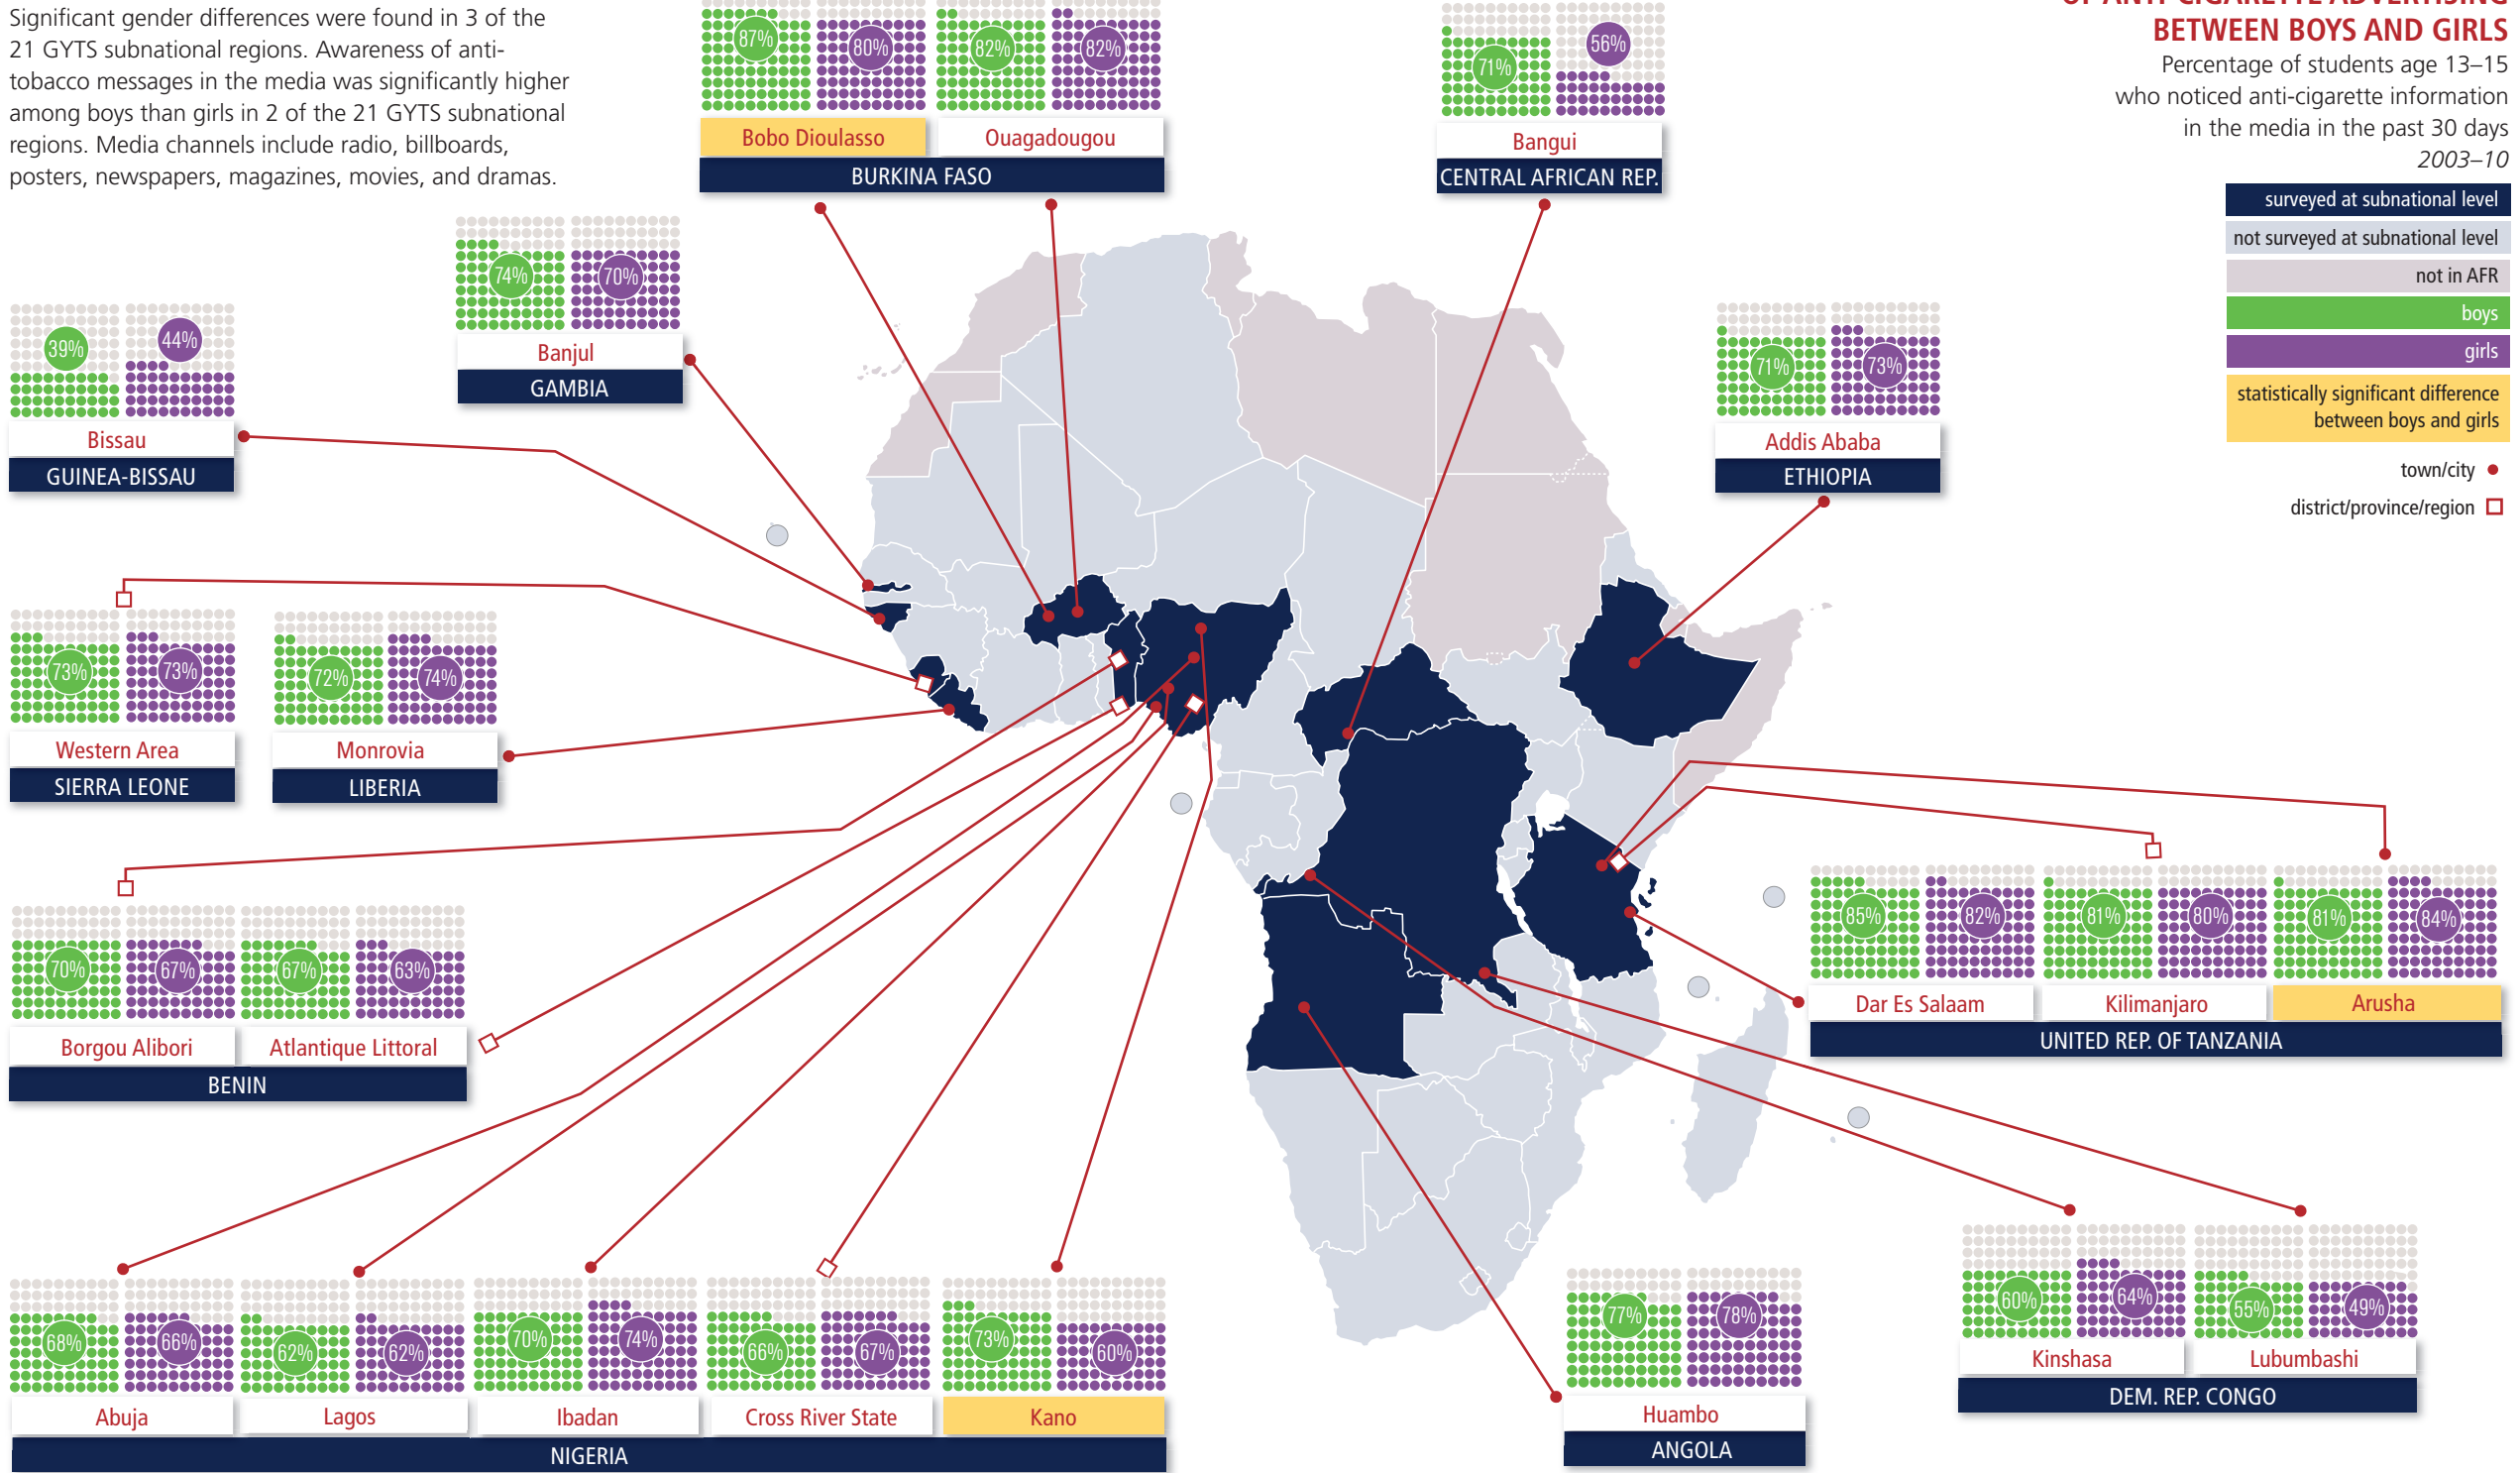 Significant gender differences were found in 3 of the
21 GYTS subnational regions. Awareness of anti-
tobacco messages in the media was significantly higher
among boys than girls in 2 of the 21 GYTS subnational
regions. Media channels include radio, billboards,
posters, newspapers, magazines, movies, and dramas.
OF ANTI-CIGARETTE ADVERTISING
BETWEEN BOYS AND GIRLS
Percentage of students age 13–15
who noticed anti-cigarette information
in the media in the past 30 days
2003–10
surveyed at subnational level
not surveyed at subnational level
not in AFR
boys
girls
statistically significant difference
between boys and girls
town/city
district/province/region
87% 80% 82% 82%
Bobo Dioulasso Ouagadougou
BURKINA FASO
71% 56%
Bangui
CENTRAL AFRICAN REP.
74% 70%
Banjul
GAMBIA
39% 44%
Bissau
GUINEA-BISSAU
71% 73%
Addis Ababa
ETHIOPIA
73% 73%
Western Area
SIERRA LEONE
72% 74%
Monrovia
LIBERIA
70% 67% 67% 63%
Borgou Alibori Atlantique Littoral
BENIN
85% 82% 81% 80% 81% 84%
Dar Es Salaam Kilimanjaro Arusha
UNITED REP. OF TANZANIA
68% 66% 62% 62% 70% 74% 66% 67% 73% 60%
Abuja Lagos Ibadan Cross River State Kano
NIGERIA
77% 78%
Huambo
ANGOLA
60% 64% 55% 49%
Kinshasa Lubumbashi
DEM. REP. CONGO